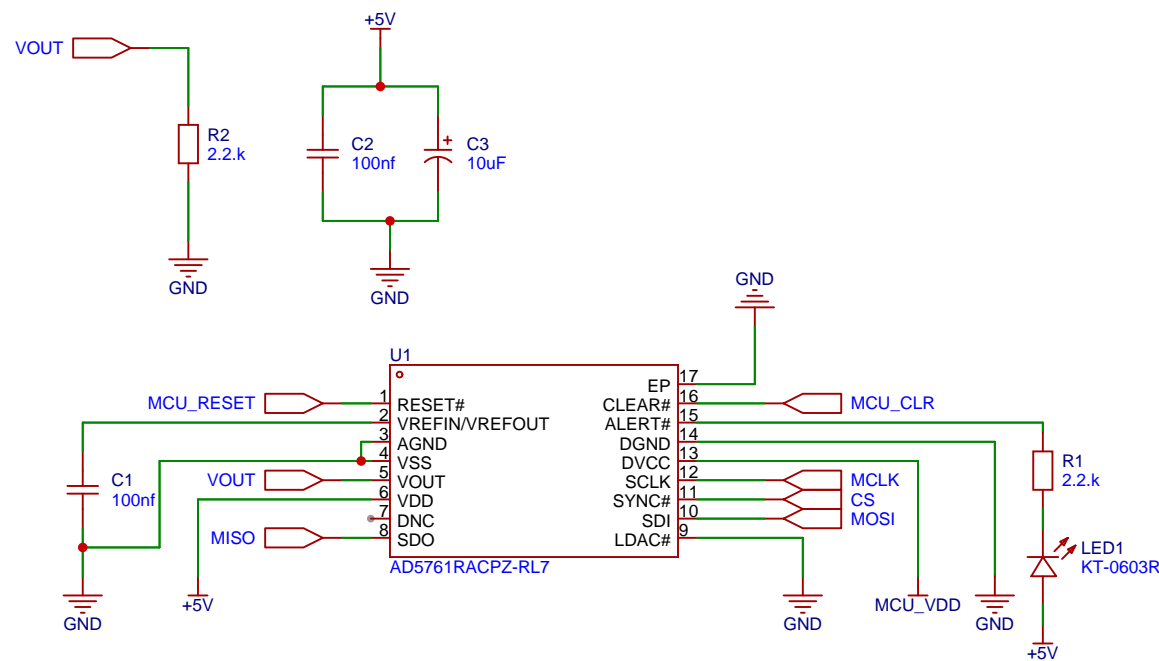 +5V
VOUT
R2
2.2.k
C2
100nf
+
C3
10uF
GND
GND
GND
U1
17
EP
MCU_RESET
1
RESET#
CLEAR#
16
MCU_CLR
2
VREFIN/VREFOUT
ALERT#
15
3
AGND
DGND
14
4
VSS
DVCC
13
R1
2.2.k
C1
100nf
VOUT
5
VOUT
SCLK
12
MCLK
6
VDD
SYNC#
11
CS
7
DNC
SDI
10
MOSI
MISO
8
SDO
LDAC#
9
LED1
KT-0603R
AD5761RACPZ-RL7
+5V
MCU_VDD
GND
GND
GND
+5V